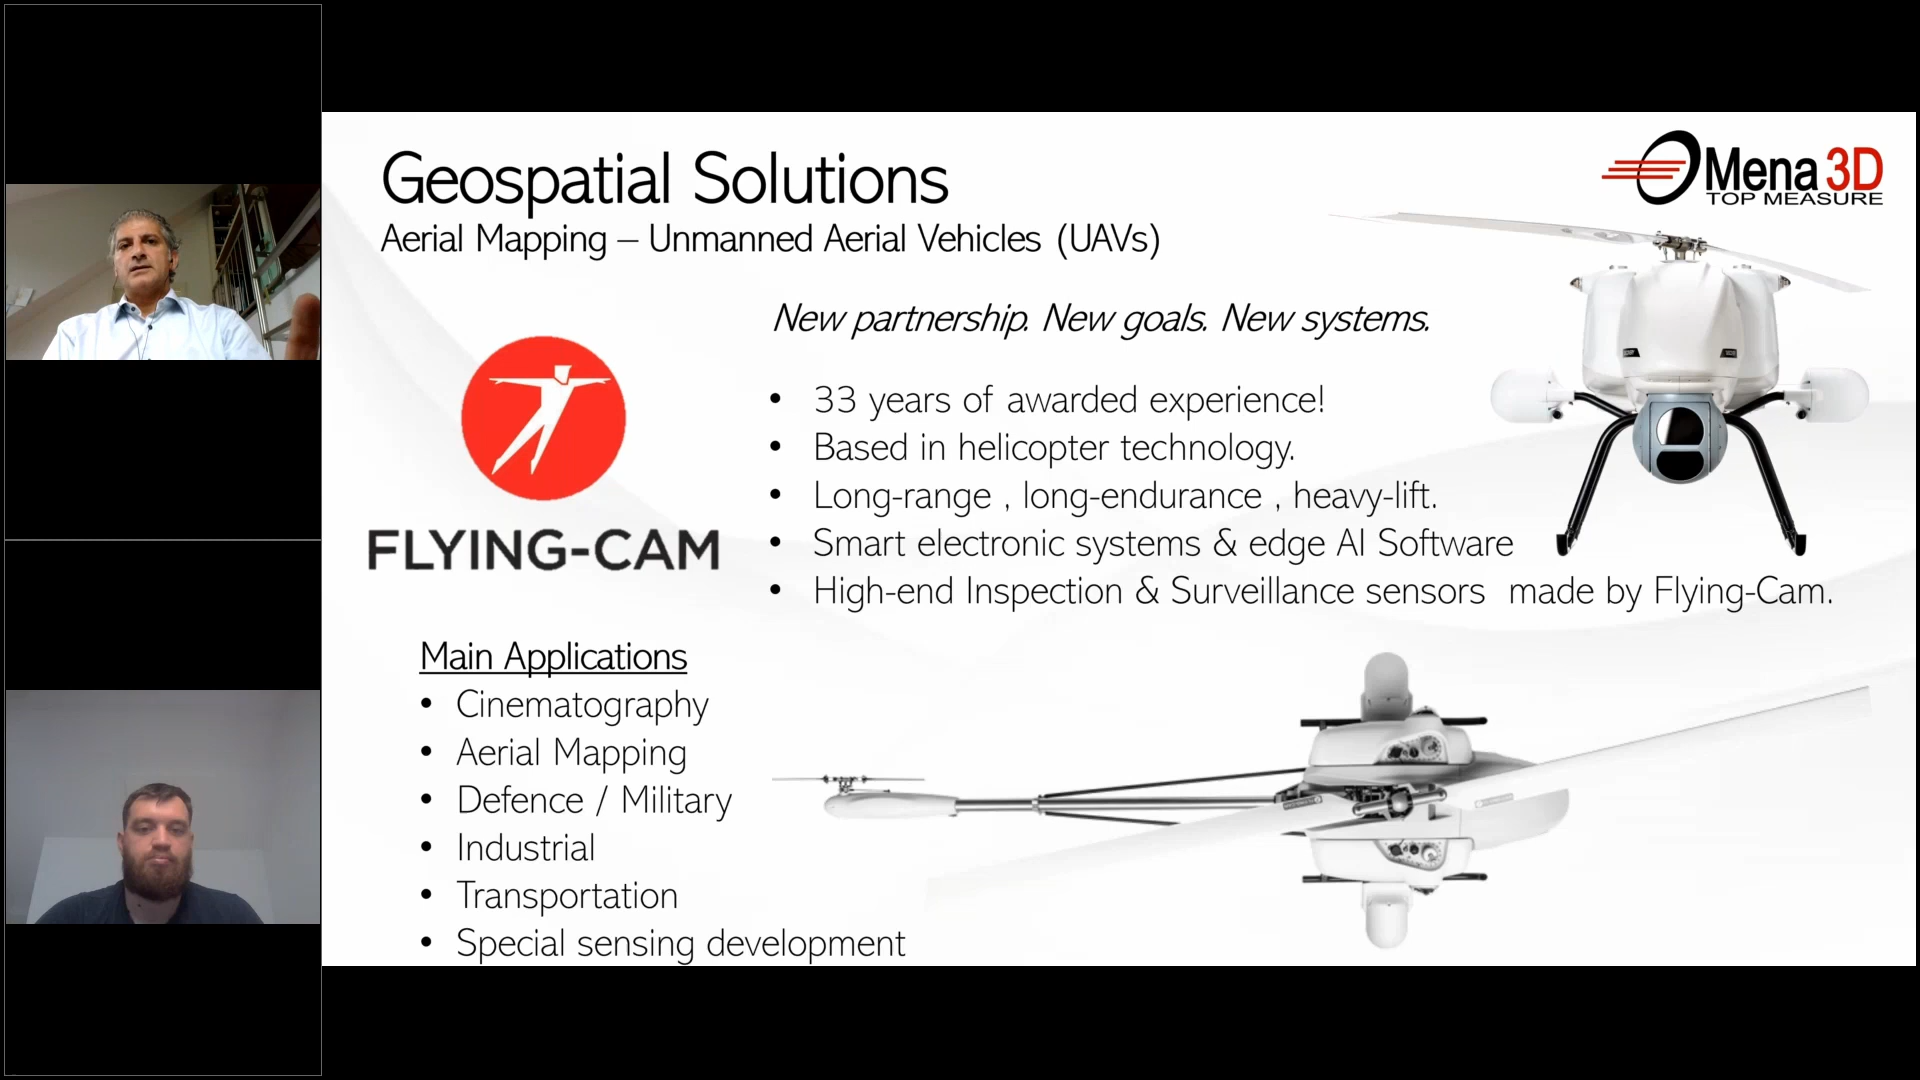 Geospatial Solutions
Aerial Mapping – Unmanned Aerial Vehicles (UAVs)
Mena 3D
TOP MEASURE
New partnership. New goals. New systems.
FLYING-CAM
• 33 years of awarded experience!
• Based in helicopter technology.
• Long-range , long-endurance , heavy-lift.
• Smart electronic systems & edge AI Software
• High-end Inspection & Surveillance sensors made by Flying-Cam.
Main Applications
• Cinematography
• Aerial Mapping
• Defence / Military
• Industrial
• Transportation
• Special sensing development